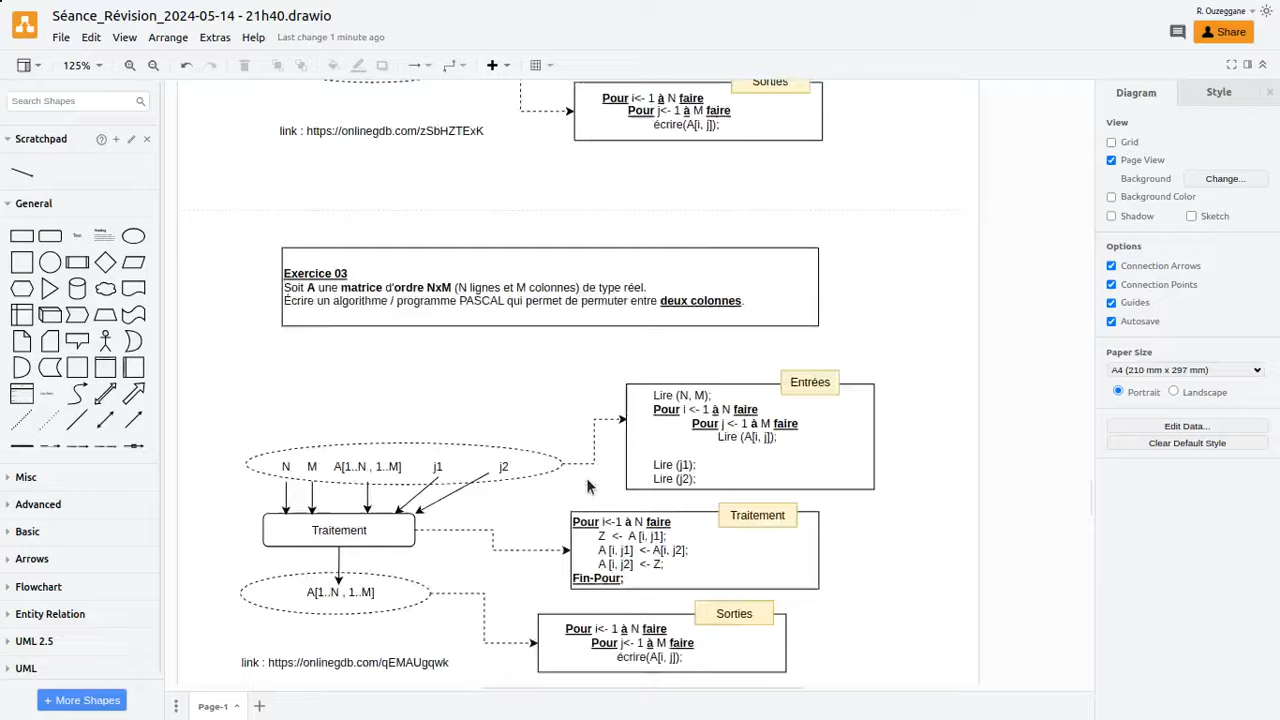 Séance_Révision_2024-05-14 - 21h40.drawio
R. Ouzeggane
File Edit View Arrange Extras Help Last change 1 minute ago
Share
125%
Search Shapes
Scratchpad
General
Misc
Advanced
Basic
Arrows
Flowchart
Entity Relation
UML 2.5
UML
+ More Shapes
Sorties
Pour i<- 1 à N faire
Pour j<- 1 à M faire
écrire(A[i, j]);
link : https://onlinegdb.com/zSbHZTExK
Exercice 03
Soit A une matrice d'ordre NxM (N lignes et M colonnes) de type réel.
Écrire un algorithme / programme PASCAL qui permet de permuter entre deux colonnes.
Entrées
Lire (N, M);
Pour i <- 1 à N faire
Pour j <- 1 à M faire
Lire (A[i, j]);
Lire (j1);
Lire (j2);
N M A[1..N , 1..M] j1 j2
Traitement
Traitement
Pour i<-1 à N faire
Z <- A [i, j1];
A [i, j1] <- A[i, j2];
A [i, j2] <- Z;
Fin-Pour;
A[1..N , 1..M]
Sorties
Pour i<- 1 à N faire
Pour j<- 1 à M faire
écrire(A[i, j]);
link : https://onlinegdb.com/qEMAUgqwk
Page-1
Diagram Style
View
Grid
Page View
Background Change...
Background Color
Shadow Sketch
Options
Connection Arrows
Connection Points
Guides
Autosave
Paper Size
A4 (210 mm x 297 mm)
Portrait Landscape
Edit Data...
Clear Default Style